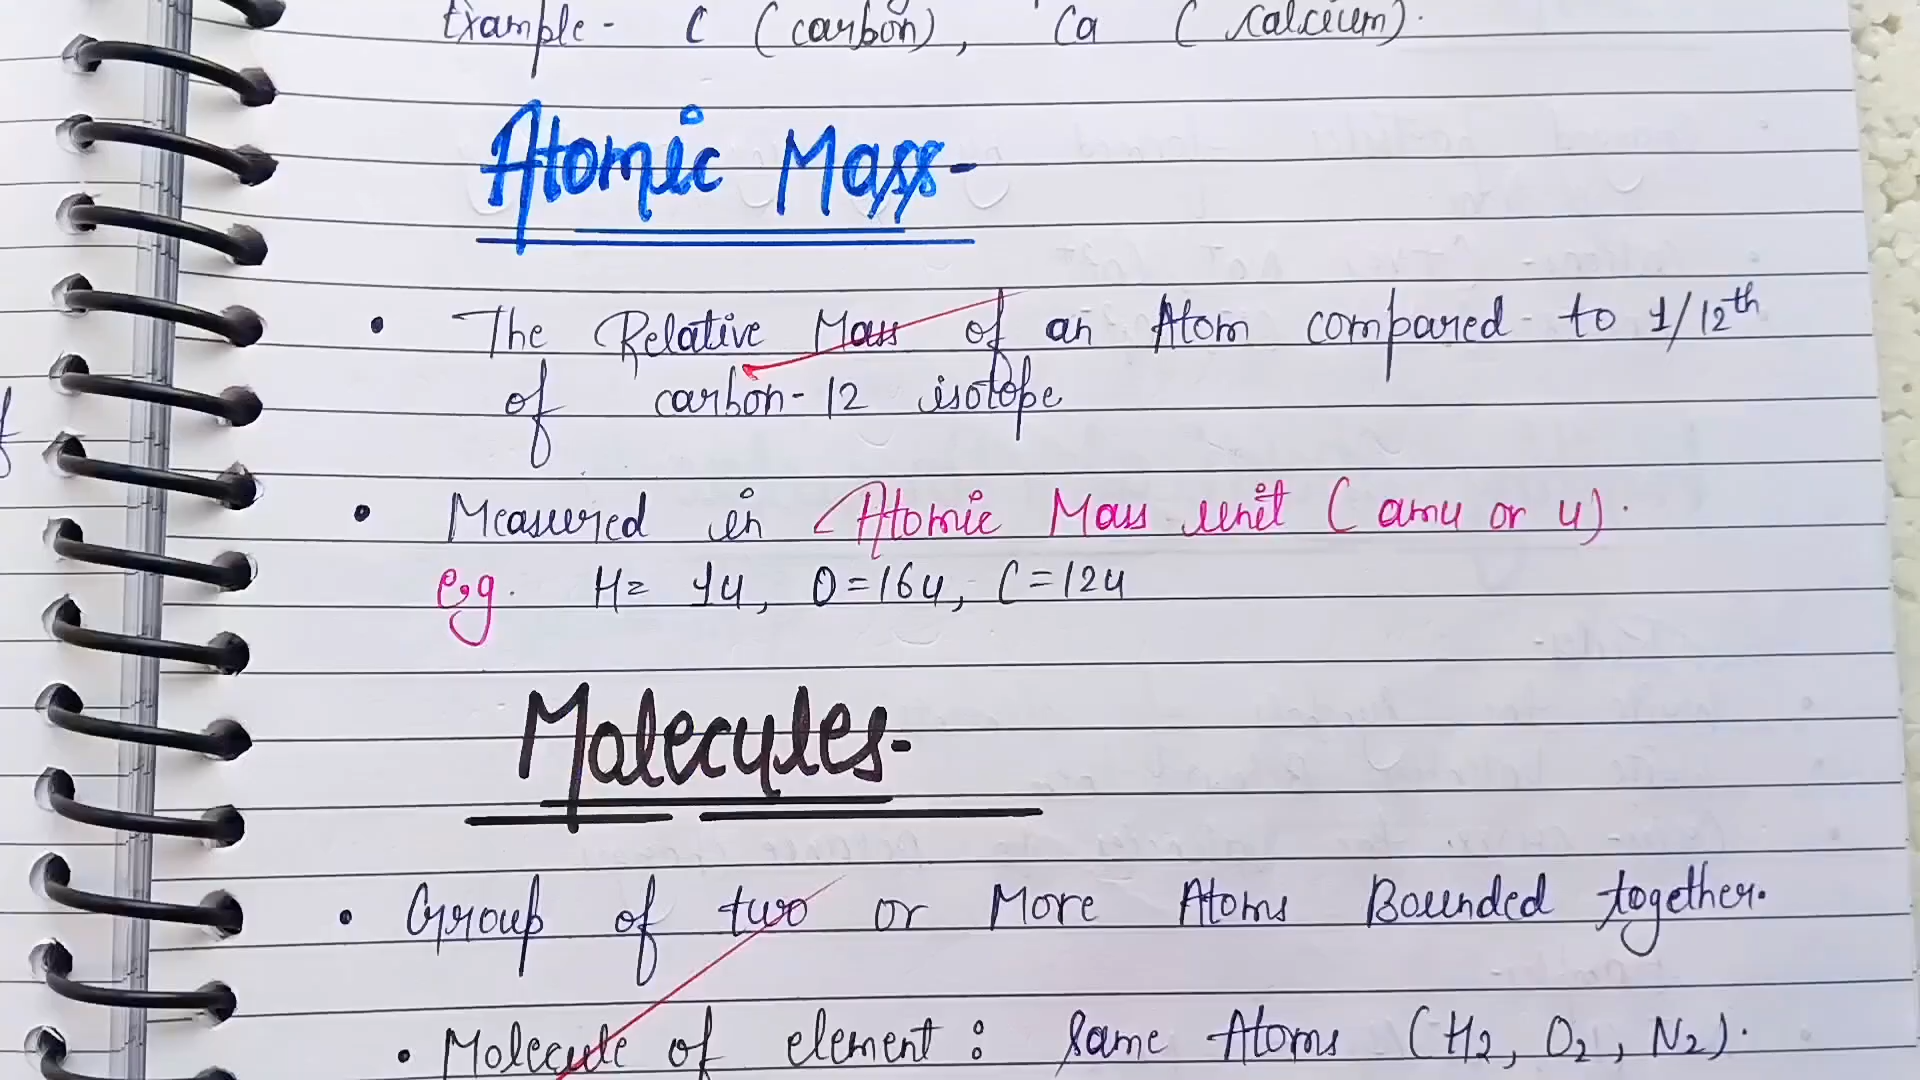 Example - C (carbon), Ca (calcium).
Atomic Mass-
• The Relative Mass of an Atom compared to 1/12th
of carbon-12 isotope
• Measured in Atomic Mass unit (amu or u).
e.g. H= 1u, O=16u, C=12u
Molecules-
• Group of two or More Atoms Bounded together.
• Molecule of element: Same Atoms (H2, O2, N2).